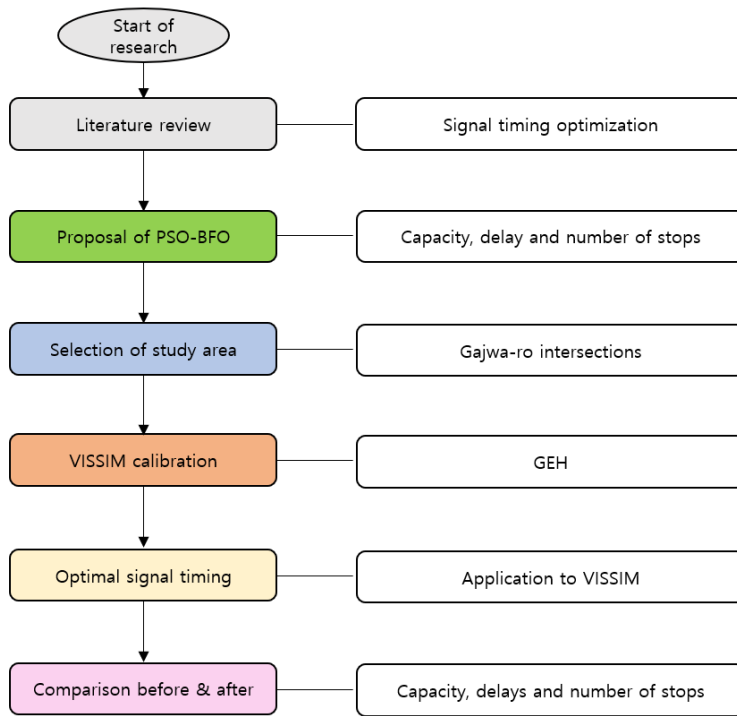 Start of
research
Literature review
Signal timing optimization
Proposal of PSO-BFO
Capacity, delay and number of stops
Selection of study area
Gajwa-ro intersections
VISSIM calibration
GEH
Optimal signal timing
Application to VISSIM
Comparison before & after
Capacity, delays and number of stops